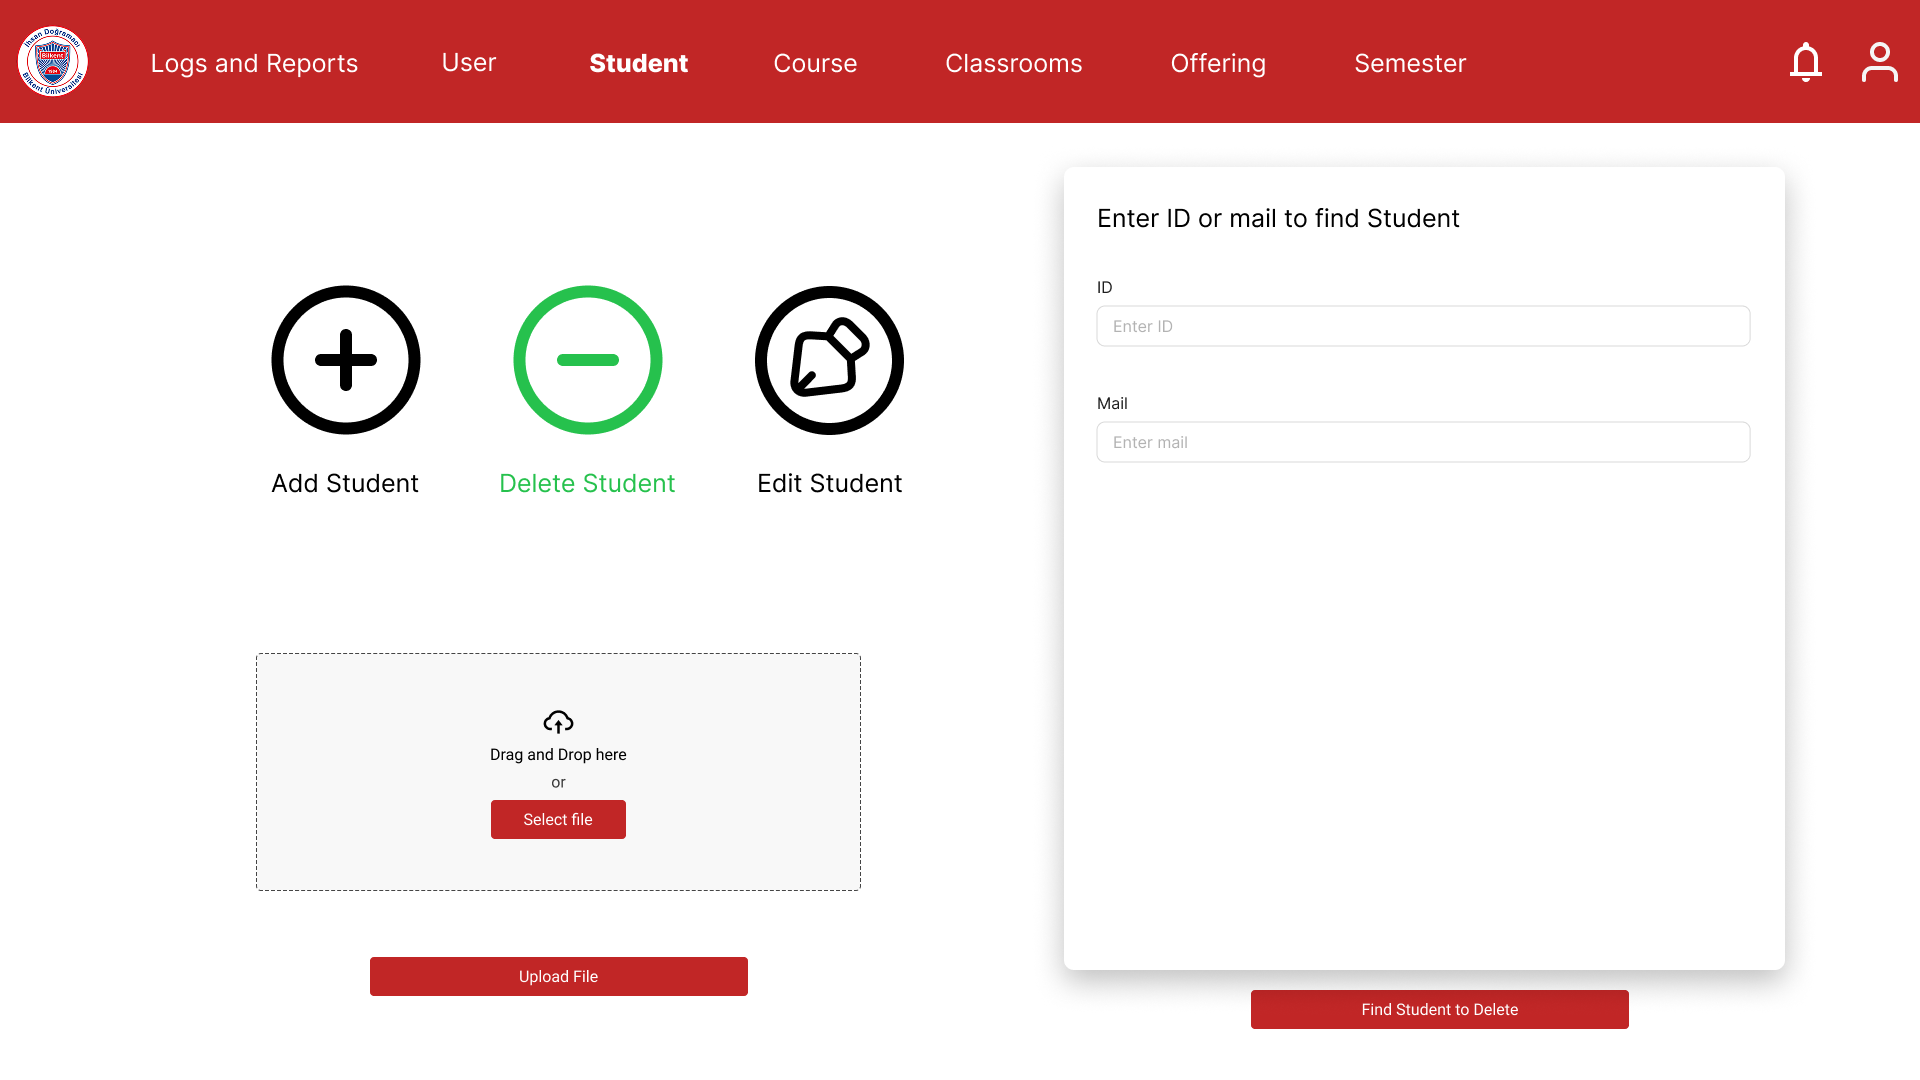 İhsan Doğramacı
Bilkent
1984
Bilkent Üniversitesi
Logs and Reports
User
Student
Course
Classrooms
Offering
Semester
Add Student
Delete Student
Edit Student
Drag and Drop here
or
Select file
Upload File
Enter ID or mail to find Student
ID
Enter ID
Mail
Enter mail
Find Student to Delete